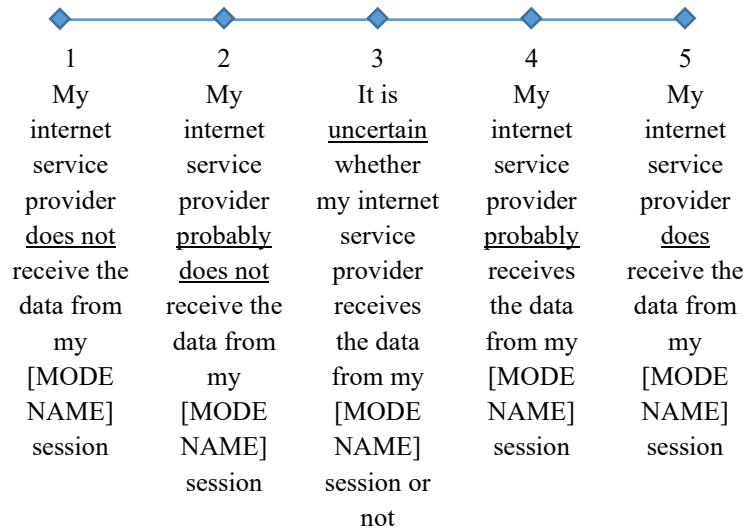 1
My
internet
service
provider
does not
receive the
data from
my
[MODE
NAME]
session
2
My
internet
service
provider
probably
does not
receive the
data from
my
[MODE
NAME]
session
3
It is
uncertain
whether
my internet
service
provider
receives
the data
from my
[MODE
NAME]
session or
not
4
My
internet
service
provider
probably
receives
the data
from my
[MODE
NAME]
session
5
My
internet
service
provider
does
receive the
data from
my
[MODE
NAME]
session